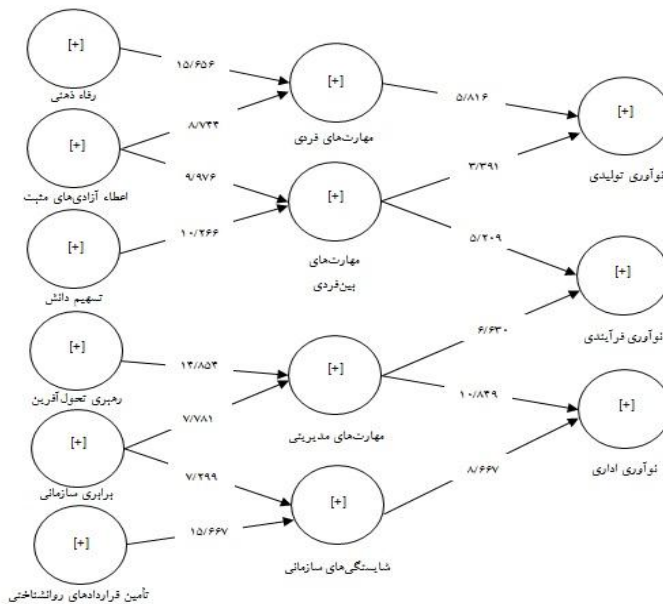 [+]
رفاه ذهنی
[+]
اعطاء آزادی‌های مثبت
[+]
تسهیم دانش
[+]
رهبری تحول‌آفرین
[+]
برابری سازمانی
[+]
تأمین قراردادهای روانشناختی
۱۵/۶۵۶
۸/۷۴۴
۹/۹۷۶
۱۰/۲۶۶
۱۴/۸۵۴
۷/۷۸۱
۷/۲۹۹
۱۵/۶۶۷
[+]
مهارت‌های فردی
[+]
مهارت‌های
بین‌فردی
[+]
مهارت‌های مدیریتی
[+]
شایستگی‌های سازمانی
۵/۸۱۶
۳/۳۹۱
۵/۲۰۹
۶/۶۳۰
۱۰/۸۴۹
۸/۶۶۷
[+]
نوآوری تولیدی
[+]
نوآوری فرآیندی
[+]
نوآوری اداری